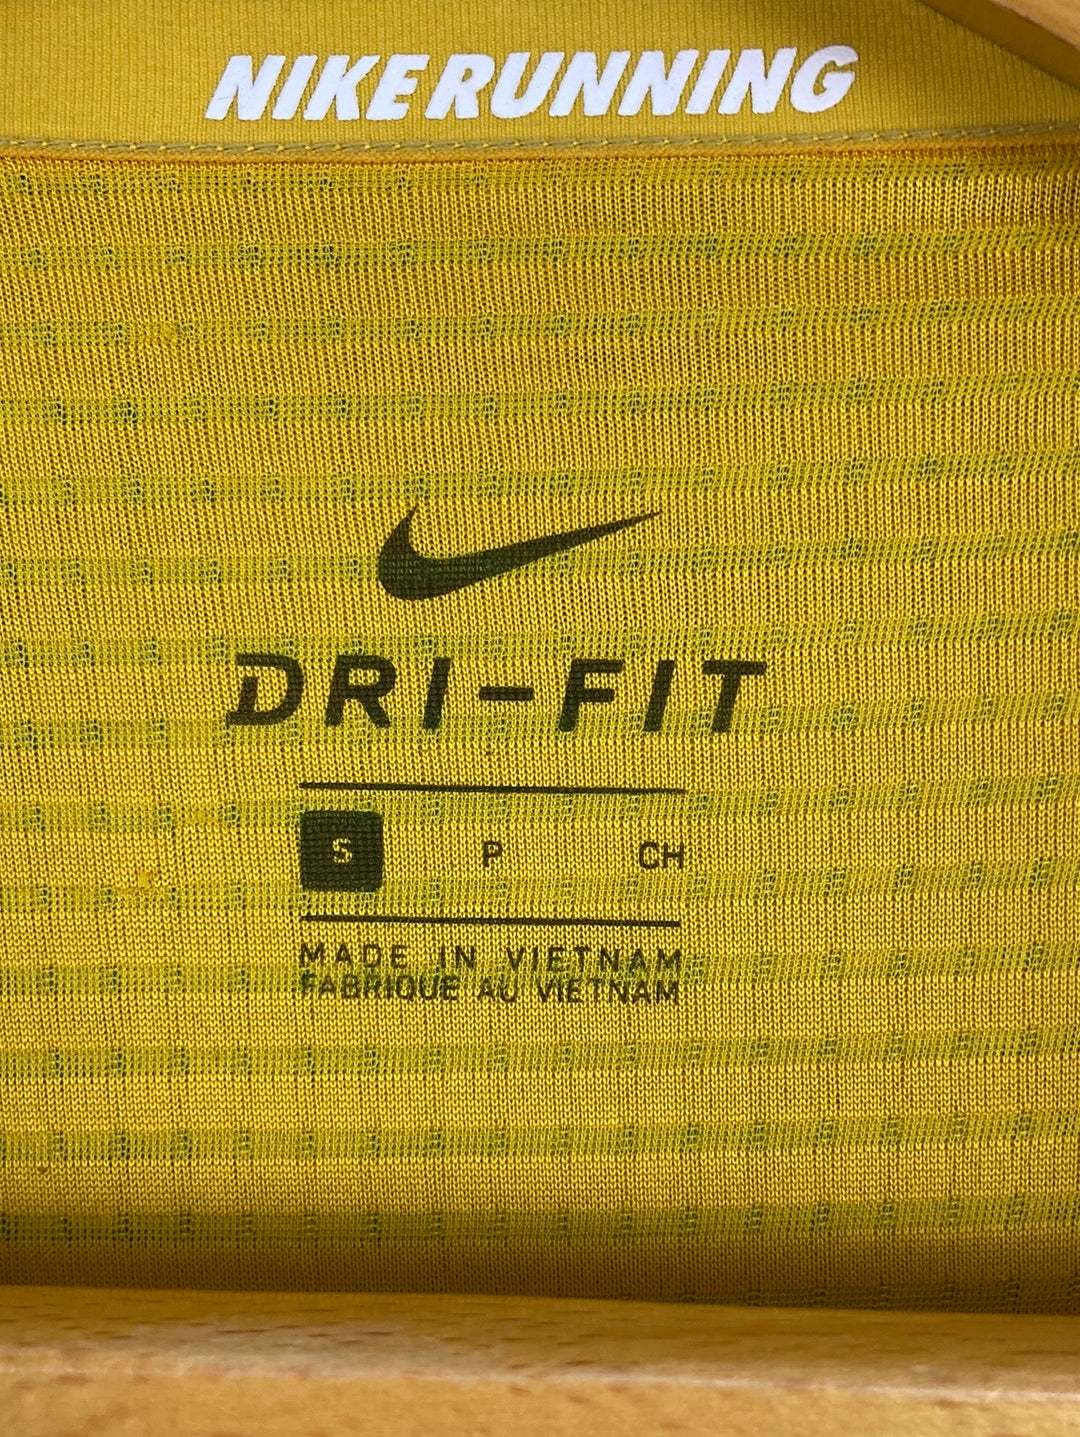 NIKE RUNNING
DRI-FIT
S P CH
MADE IN VIETNAM
FABRIQUE AU VIETNAM